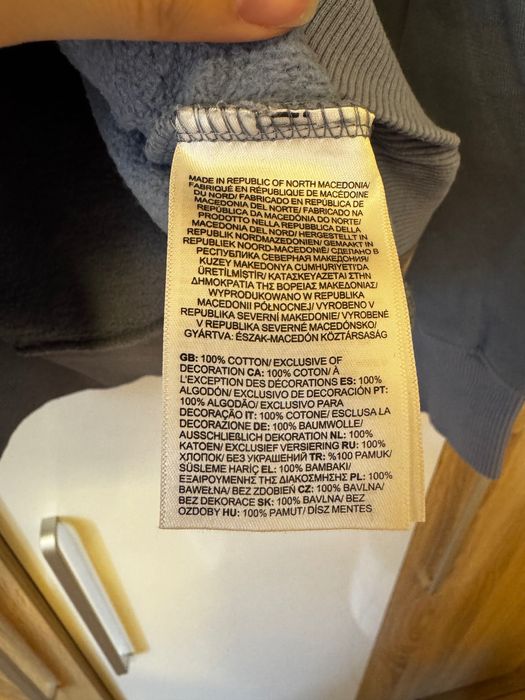 MADE IN REPUBLIC OF NORTH MACEDONIA/
FABRIQUÉ EN RÉPUBLIQUE DE MACÉDOINE
DU NORD/ FABRICADO EN REPÚBLICA DE
MACEDONIA DEL NORTE/ FABRICADO NA
REPÚBLICA DA MACEDÓNIA DO NORTE/
PRODOTTO NELLA REPUBBLICA DELLA
MACEDONIA DEL NORD/ HERGESTELLT IN
REPUBLIK NORDMAZEDONIEN/ GEMAAKT IN
REPUBLIEK NOORD-MACEDONIË/ СДЕЛАНО В
РЕСПУБЛИКА СЕВЕРНАЯ МАКЕДОНИЯ/
KUZEY MAKEDONYA CUMHURIYETYDA
ÜRETİLMİŞTİR/ ΚΑΤΑΣΚΕΥΑΖΕΤΑΙ ΣΤΗΝ
ΔΗΜΟΚΡΑΤΙΑ ΤΗΣ ΒΟΡΕΙΑΣ ΜΑΚΕΔΟΝΙΑΣ/
WYPRODUKOWANO W REPUBLIKA
MACEDONII PÓŁNOCNEJ/ VYROBENO V
REPUBLIKA SEVERNÍ MAKEDONIE/ VYROBENÉ
V REPUBLIKA SEVERNÉ MACEDÓNSKO/
GYÁRTVA: ÉSZAK-MACEDÓN KÖZTÁRSASÁG
GB: 100% COTTON/ EXCLUSIVE OF
DECORATION CA: 100% COTON/ À
L'EXCEPTION DES DÉCORATIONS ES: 100%
ALGODÓN/ EXCLUSIVO DE DECORACIÓN PT:
100% ALGODÃO/ EXCLUSIVO PARA
DECORAÇÃO IT: 100% COTONE/ ESCLUSA LA
DECORAZIONE DE: 100% BAUMWOLLE/
AUSSCHLIEBLICH DEKORATION NL: 100%
KATOEN/ EXCLUSIEF VERSIERING RU: 100%
ХЛОПОК/ БЕЗ УКРАШЕНИЙ TR: %100 PAMUK/
SÜSLEME HARİÇ EL: 100% ΒΑΜΒΑΚΙ/
ΕΞΑΙΡΟΥΜΕΝΗΣ ΤΗΣ ΔΙΑΚΟΣΜΗΣΗΣ PL: 100%
BAWEŁNA/ BEZ ZDOBIEŃ CZ: 100% BAVLNA/
BEZ DEKORACE SK: 100% BAVLNA/ BEZ
OZDOBY HU: 100% PAMUT/ DÍSZ MENTES